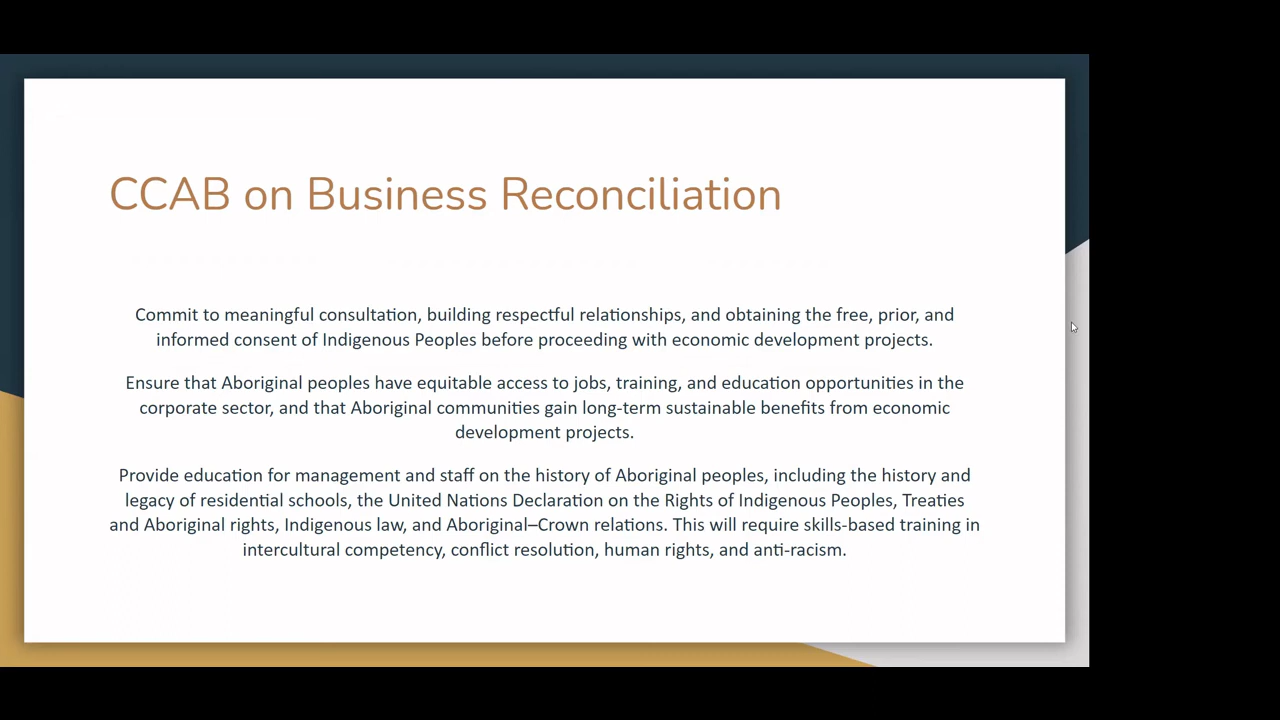 CCAB on Business Reconciliation
Commit to meaningful consultation, building respectful relationships, and obtaining the free, prior, and
informed consent of Indigenous Peoples before proceeding with economic development projects.
Ensure that Aboriginal peoples have equitable access to jobs, training, and education opportunities in the
corporate sector, and that Aboriginal communities gain long-term sustainable benefits from economic
development projects.
Provide education for management and staff on the history of Aboriginal peoples, including the history and
legacy of residential schools, the United Nations Declaration on the Rights of Indigenous Peoples, Treaties
and Aboriginal rights, Indigenous law, and Aboriginal–Crown relations. This will require skills-based training in
intercultural competency, conflict resolution, human rights, and anti-racism.